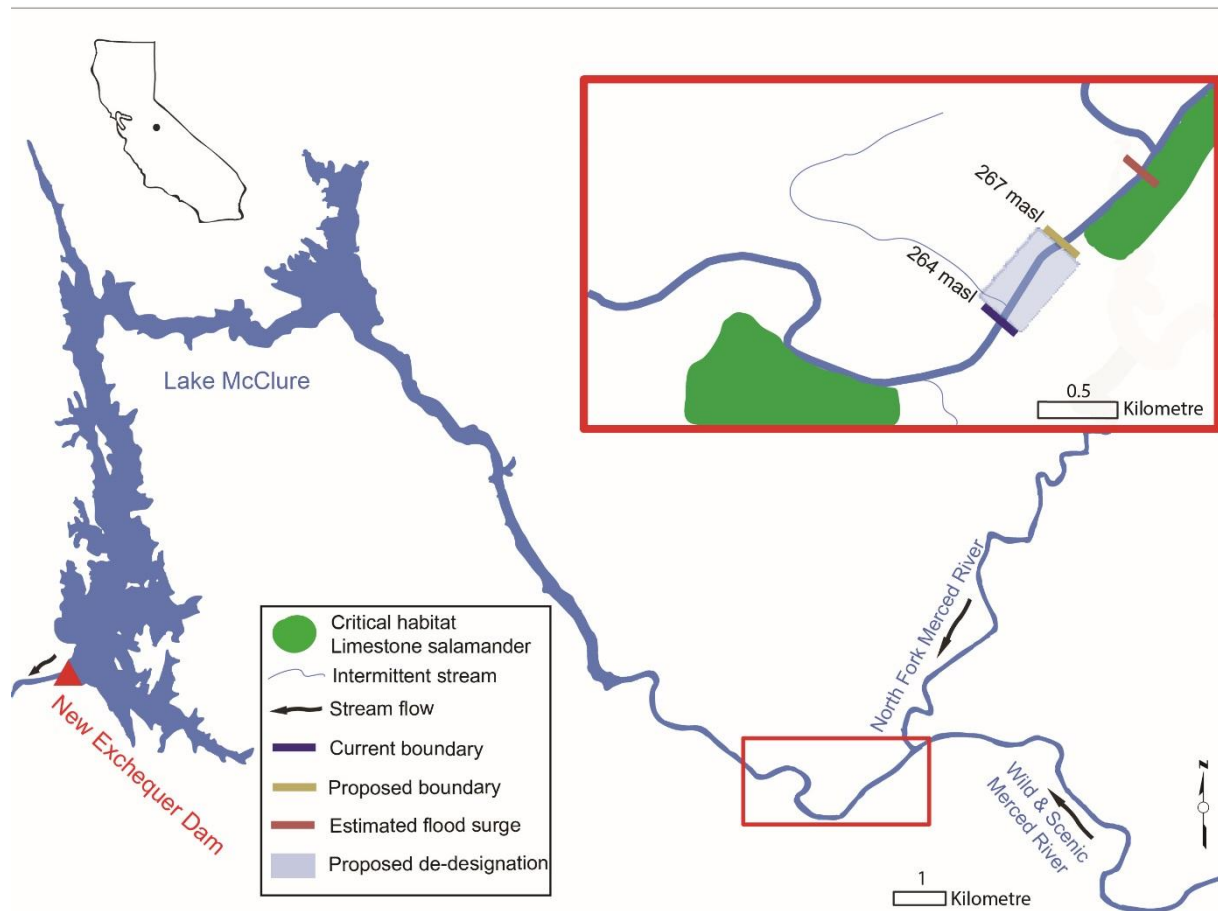 267 masl
264 masl
0.5
Kilometre
Lake McClure
New Exchequer Dam
Critical habitat
Limestone salamander
Intermittent stream
Stream flow
Current boundary
Proposed boundary
Estimated flood surge
Proposed de-designation
North Fork Merced River
Wild & Scenic
Merced River
z
1
Kilometre